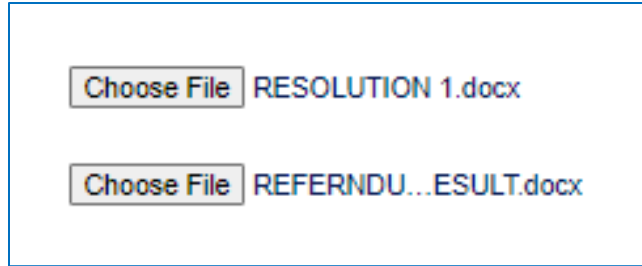 Choose File RESOLUTION 1.docx
Choose File REFERNDU...ESULT.docx